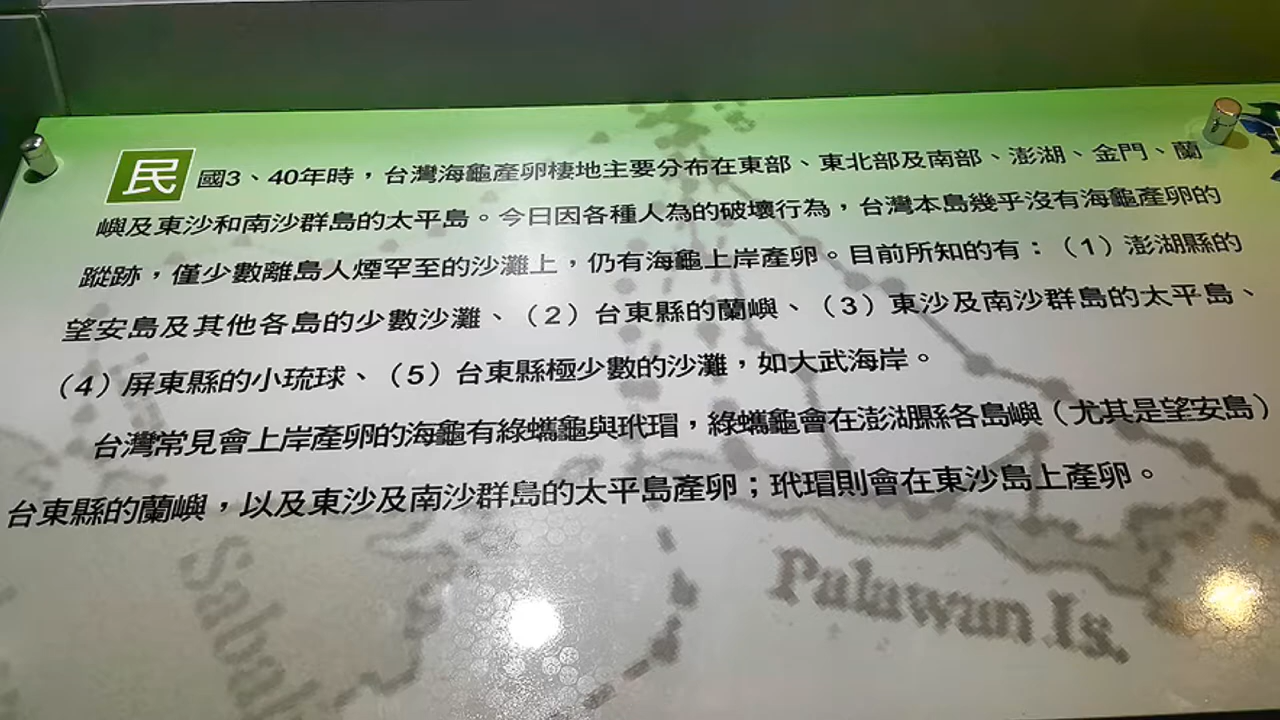 民國3、40年時，台灣海龜產卵棲地主要分布在東部、東北部及南部、澎湖、金門、蘭
嶼及東沙和南沙群島的太平島。今日因各種人為的破壞行為，台灣本島幾乎沒有海龜產卵的
蹤跡，僅少數離島人煙罕至的沙灘上，仍有海龜上岸產卵。目前所知的有：（1）澎湖縣的
望安島及其他各島的少數沙灘、（2）台東縣的蘭嶼、（3）東沙及南沙群島的太平島、
（4）屏東縣的小琉球、（5）台東縣極少數的沙灘，如大武海岸。
台灣常見會上岸產卵的海龜有綠蠵龜與玳瑁，綠蠵龜會在澎湖縣各島嶼（尤其是望安島）
台東縣的蘭嶼，以及東沙及南沙群島的太平島產卵；玳瑁則會在東沙島上產卵。
Sabah
Palawan Is.